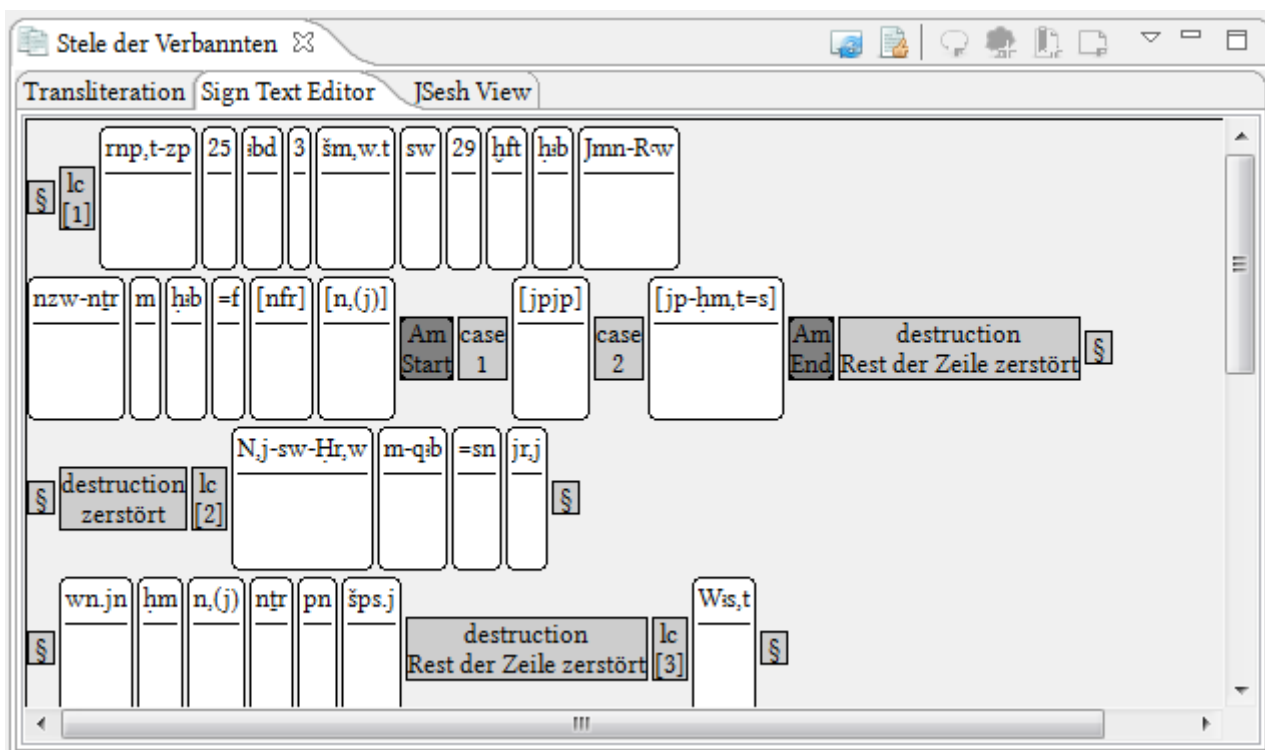 Stele der Verbannten
Transliteration Sign Text Editor JSesh View
§ lc [1] rnp,t-zp 25 ꜣbd 3 šm,w.t sw 29 ḫft ḥꜣb Jmn-Rꜥw
nzw-nṯr m ḥꜣb =f [nfr] [n,(j)] Am Start case 1 [jpjp] case 2 [jp-ḥm,t=s] Am End destruction Rest der Zeile zerstört §
§ destruction zerstört lc [2] N,j-sw-Ḥr,w m-qꜣb =sn jr,j §
§ wn.jn ḥm n,(j) nṯr pn šps.j destruction Rest der Zeile zerstört lc [3] Wꜣs,t §